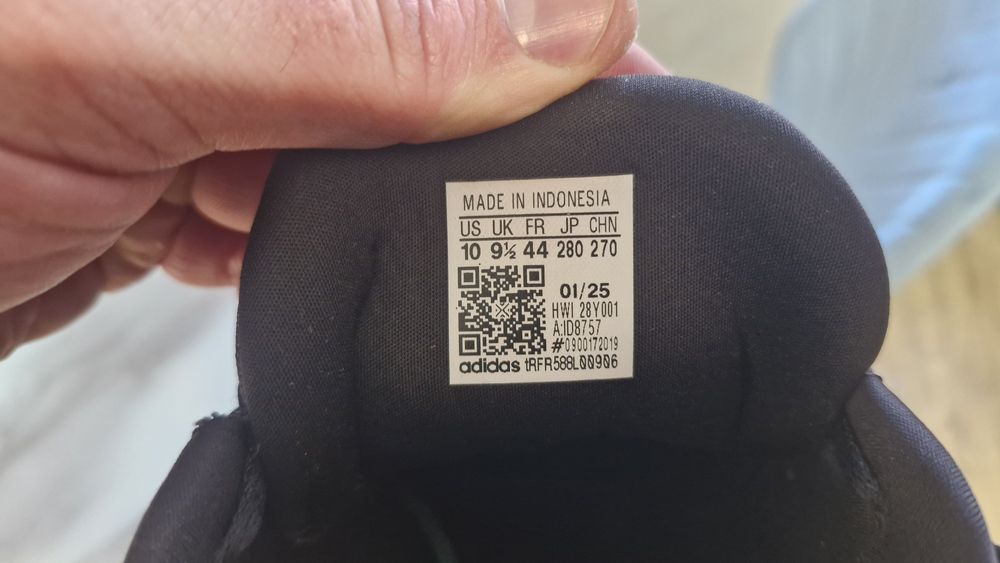 MADE IN INDONESIA
US UK FR JP CHN
10 9½ 44 280 270
01/25
HWI 28Y001
A:ID8757
#0900172019
adidas tRFR588L00906